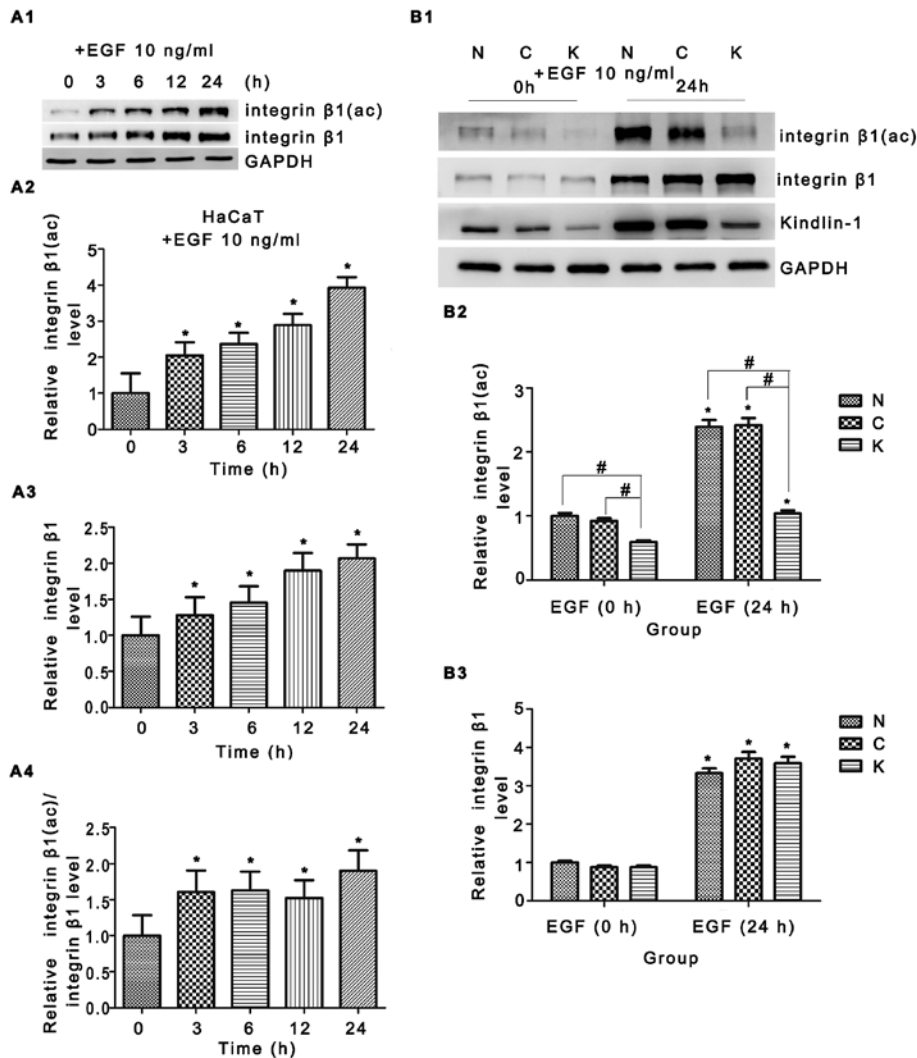 A1
+EGF 10 ng/ml
0 3 6 12 24 (h)
integrin β1(ac)
integrin β1
GAPDH
A2
HaCaT
+EGF 10 ng/ml
Relative integrin β1(ac)
level
5
4
3
2
1
0
* * * *
0 3 6 12 24
Time (h)
A3
Relative integrin β1
level
2.5
2.0
1.5
1.0
0.5
0.0
* * * *
0 3 6 12 24
Time (h)
A4
Relative integrin β1(ac)/
integrin β1 level
2.5
2.0
1.5
1.0
0.5
0.0
* * * *
0 3 6 12 24
Time (h)
B1
N C K N C K
+EGF 10 ng/ml
0h 24h
integrin β1(ac)
integrin β1
Kindlin-1
GAPDH
B2
Relative integrin β1(ac)
level
3
2
1
0
# # # #
* * *
EGF (0 h) EGF (24 h)
Group
N
C
K
B3
Relative integrin β1
level
5
4
3
2
1
0
* * *
EGF (0 h) EGF (24 h)
Group
N
C
K